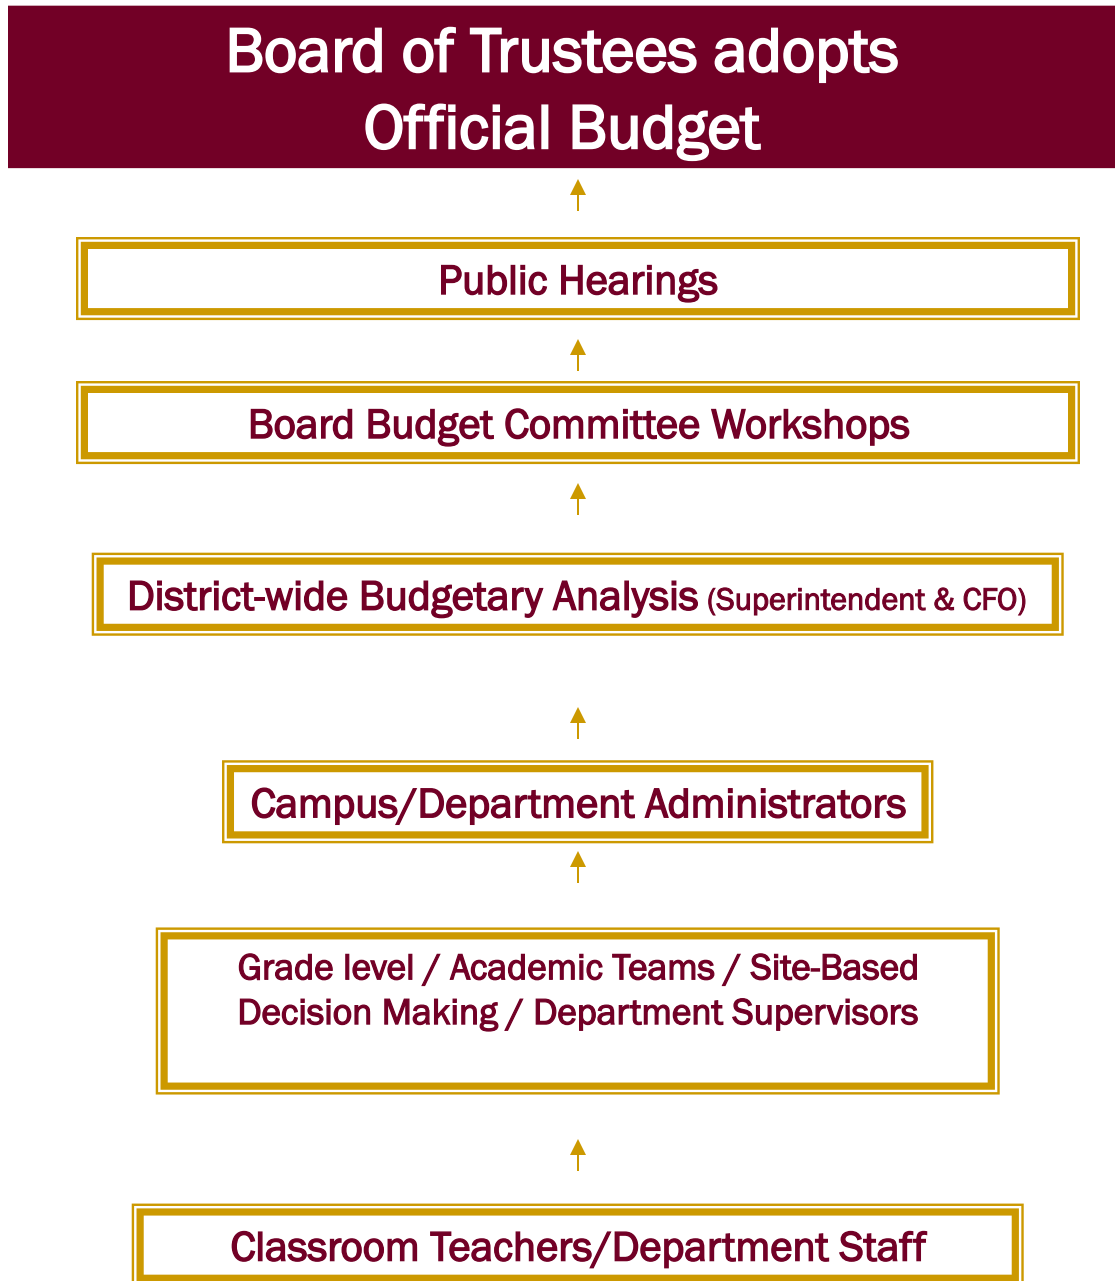 Board of Trustees adopts
Official Budget
Public Hearings
Board Budget Committee Workshops
District-wide Budgetary Analysis (Superintendent & CFO)
Campus/Department Administrators
Grade level / Academic Teams / Site-Based
Decision Making / Department Supervisors
Classroom Teachers/Department Staff